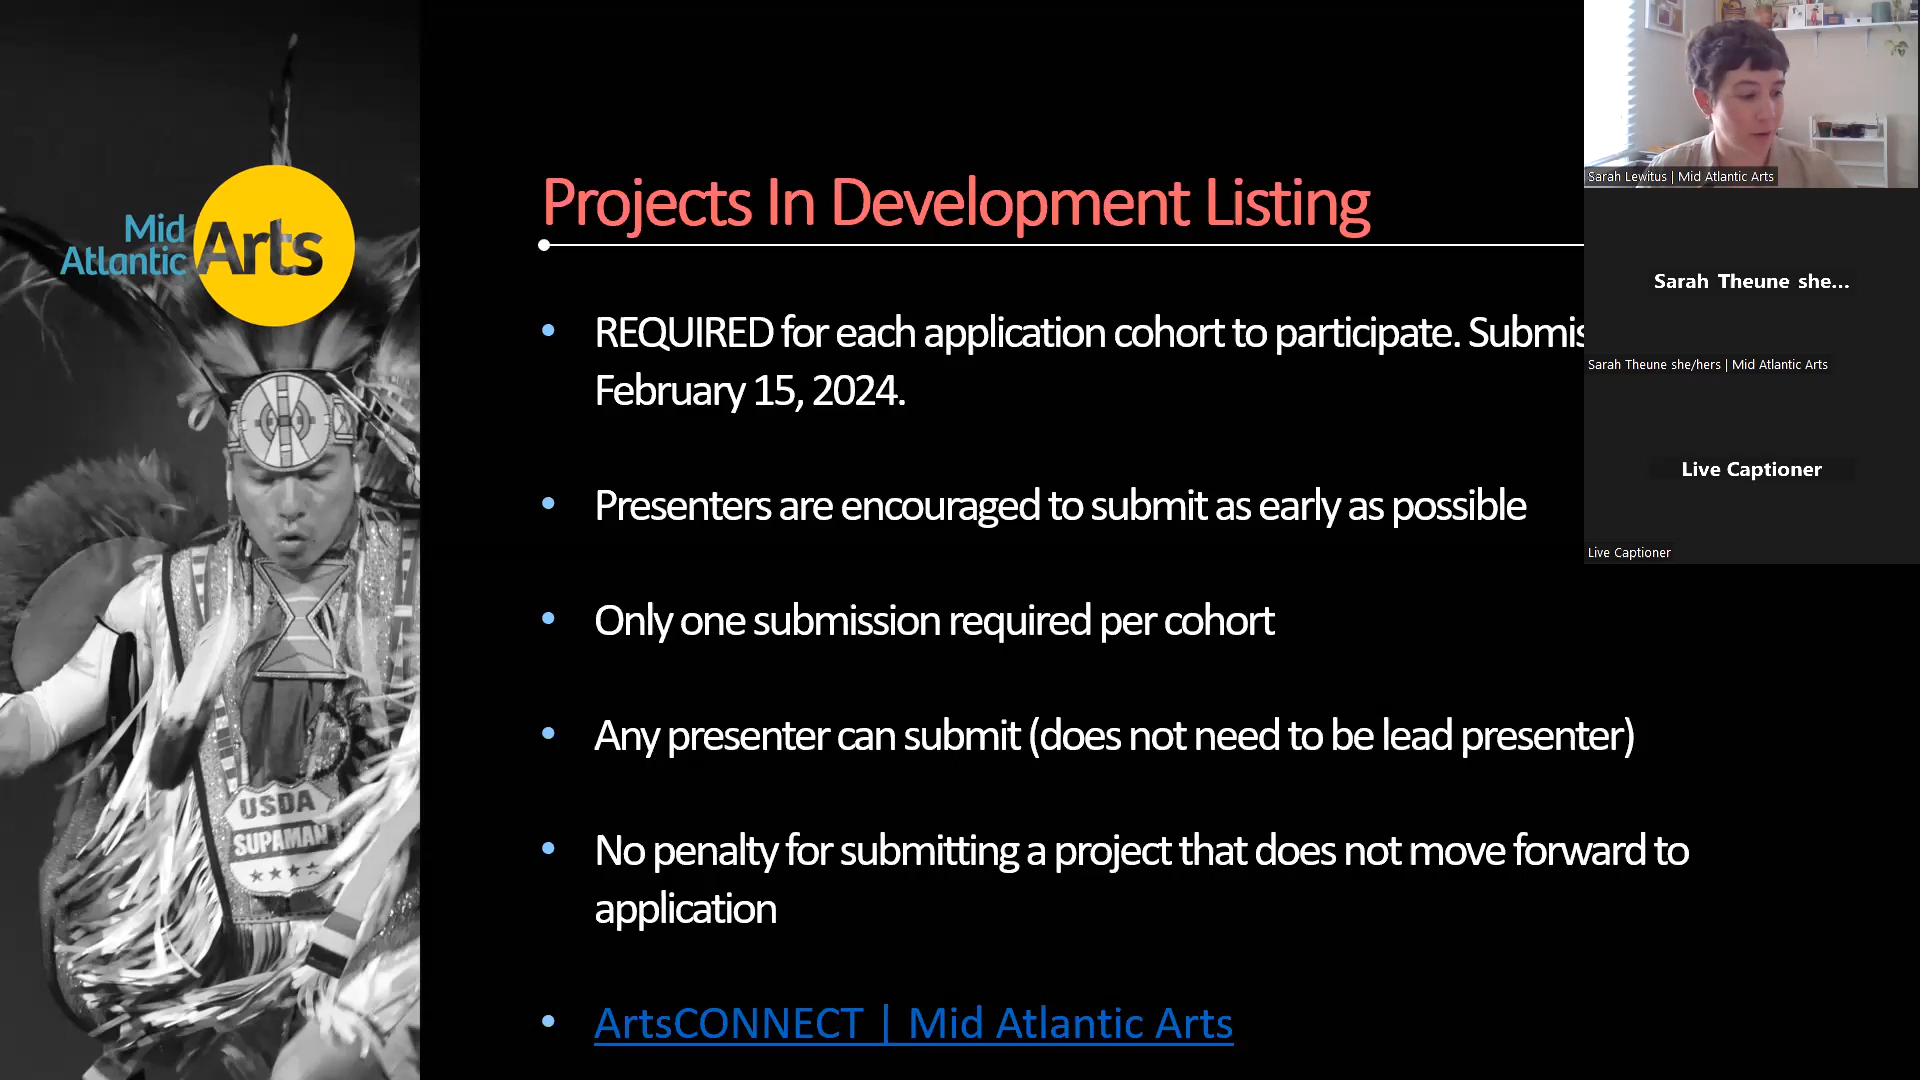 Mid
Atlantic
Arts
USDA
SUPAMAN
Projects In Development Listing
• REQUIRED for each application cohort to participate. Submis
February 15, 2024.
• Presenters are encouraged to submit as early as possible
• Only one submission required per cohort
• Any presenter can submit (does not need to be lead presenter)
• No penalty for submitting a project that does not move forward to
application
• ArtsCONNECT | Mid Atlantic Arts
Sarah Lewitus | Mid Atlantic Arts
Sarah Theune she...
Sarah Theune she/hers | Mid Atlantic Arts
Live Captioner
Live Captioner